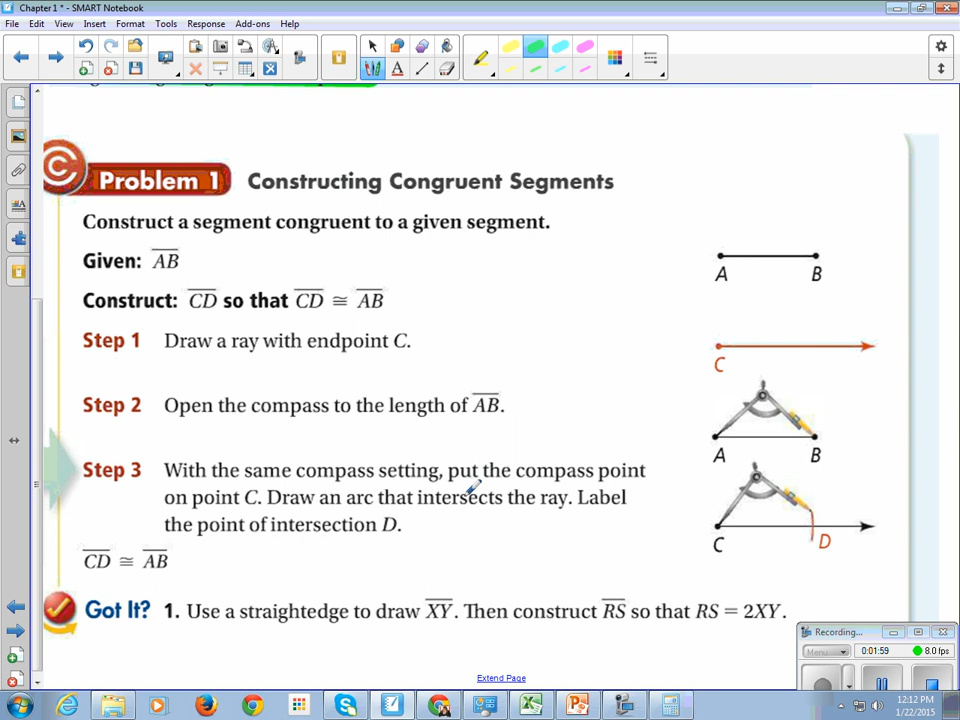 Chapter1 * - SMART Notebook
File Edit View Insert Format Tools Response Add-ons Help
Problem 1 Constructing Congruent Segments
Construct a segment congruent to a given segment.
Given: AB
A B
Construct: CD so that CD ≅ AB
Step 1 Draw a ray with endpoint C.
C
Step 2 Open the compass to the length of AB.
A B
Step 3 With the same compass setting, put the compass point
on point C. Draw an arc that intersects the ray. Label
the point of intersection D.
C D
CD ≅ AB
Got It? 1. Use a straightedge to draw XY. Then construct RS so that RS = 2XY.
Recording...
Menu 0:01:59 8.0 fps
Extend Page
12:12 PM
1/22/2015